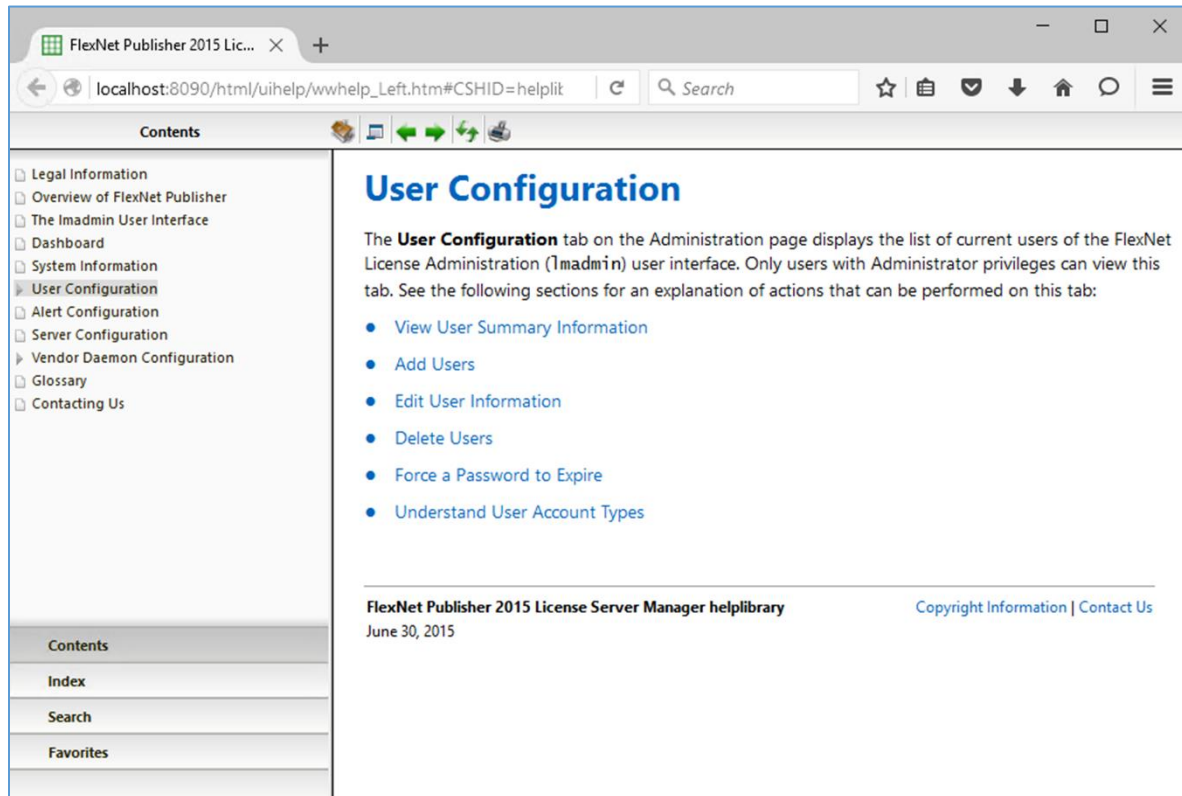 FlexNet Publisher 2015 Lic...
localhost:8090/html/uihelp/wwhelp_Left.htm#CSHID=helplit
Search
Contents
Legal Information
Overview of FlexNet Publisher
The lmadmin User Interface
Dashboard
System Information
User Configuration
Alert Configuration
Server Configuration
Vendor Daemon Configuration
Glossary
Contacting Us
User Configuration
The User Configuration tab on the Administration page displays the list of current users of the FlexNet
License Administration (lmadmin) user interface. Only users with Administrator privileges can view this
tab. See the following sections for an explanation of actions that can be performed on this tab:
• View User Summary Information
• Add Users
• Edit User Information
• Delete Users
• Force a Password to Expire
• Understand User Account Types
FlexNet Publisher 2015 License Server Manager helplibrary
Copyright Information | Contact Us
June 30, 2015
Contents
Index
Search
Favorites